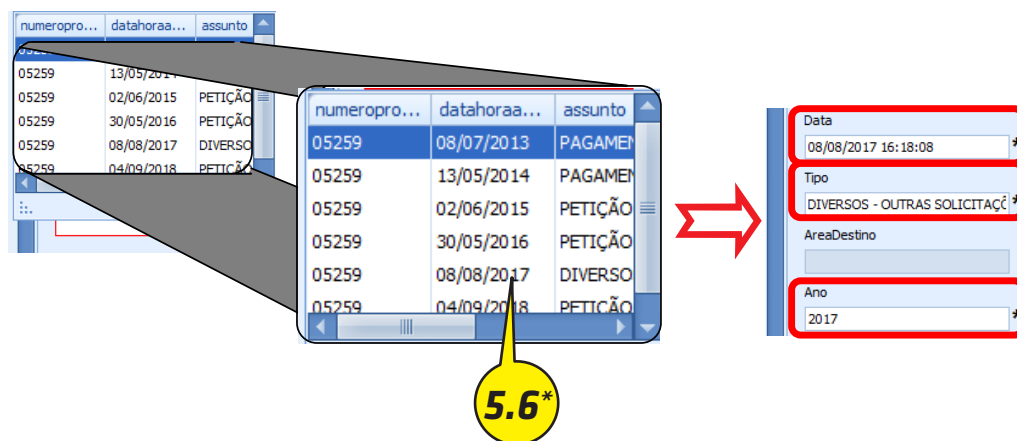 numeropro... datahoraa... assunto
05259
05259 13/05/2014
05259 02/06/2015 PETIÇÃO
05259 30/05/2016 PETIÇÃO
05259 08/08/2017 DIVERSO
05259 04/09/2018 PETIÇÃO
numeropro... datahoraa... assunto
05259 08/07/2013 PAGAMEN
05259 13/05/2014 PAGAMEN
05259 02/06/2015 PETIÇÃO
05259 30/05/2016 PETIÇÃO
05259 08/08/2017 DIVERSO
05259 04/09/2018 PETIÇÃO
5.6*
Data
08/08/2017 16:18:08 *
Tipo
DIVERSOS - OUTRAS SOLICITAÇÕ *
AreaDestino
Ano
2017 *